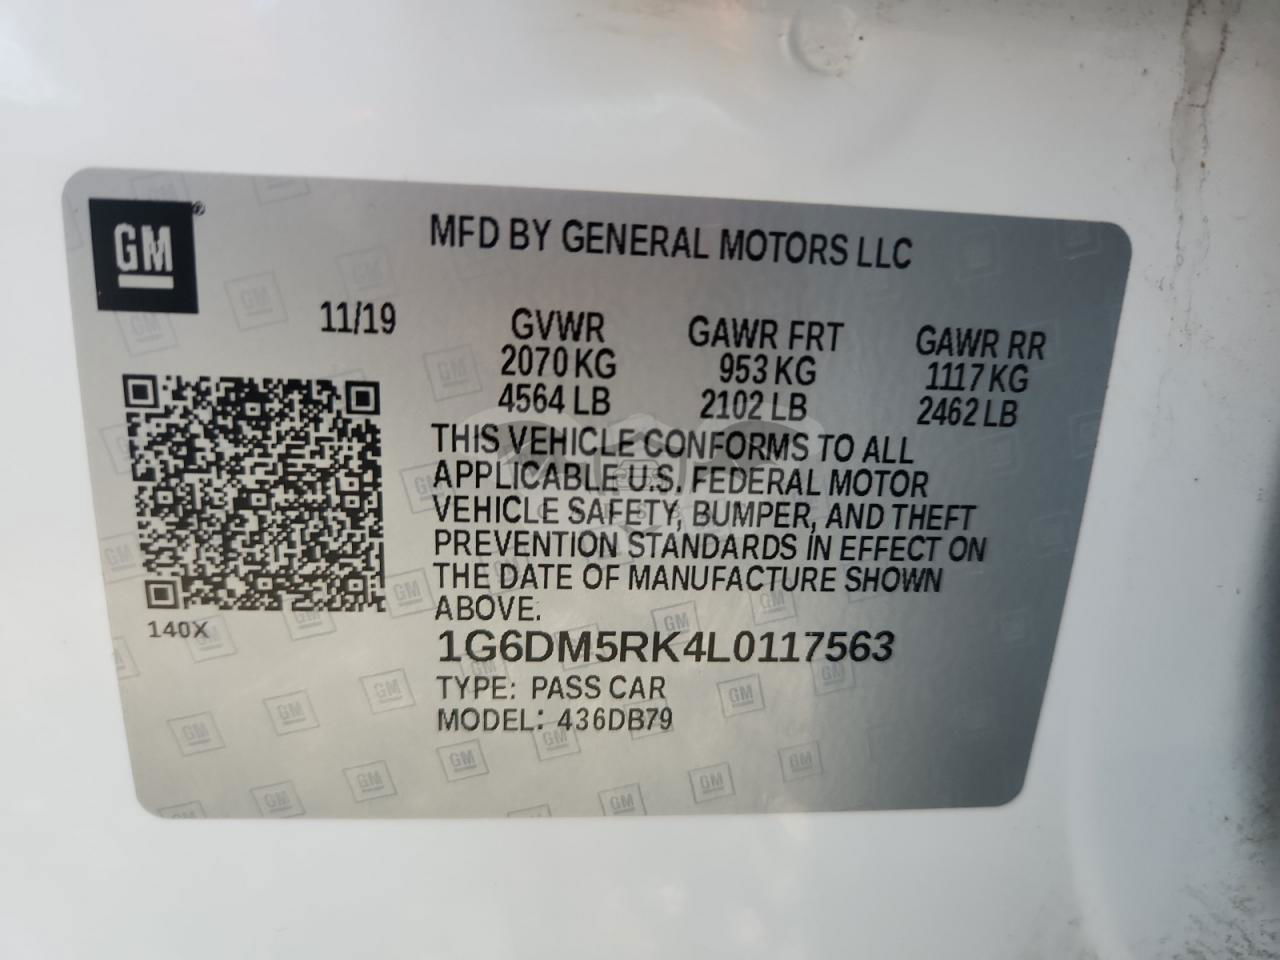 GM®
MFD BY GENERAL MOTORS LLC
11/19
GVWR GAWR FRT GAWR RR
2070 KG 953 KG 1117 KG
4564 LB 2102 LB 2462 LB
THIS VEHICLE CONFORMS TO ALL
APPLICABLE U.S. FEDERAL MOTOR
VEHICLE SAFETY, BUMPER, AND THEFT
PREVENTION STANDARDS IN EFFECT ON
THE DATE OF MANUFACTURE SHOWN
ABOVE.
140X
1G6DM5RK4L0117563
TYPE: PASS CAR
MODEL: 436DB79